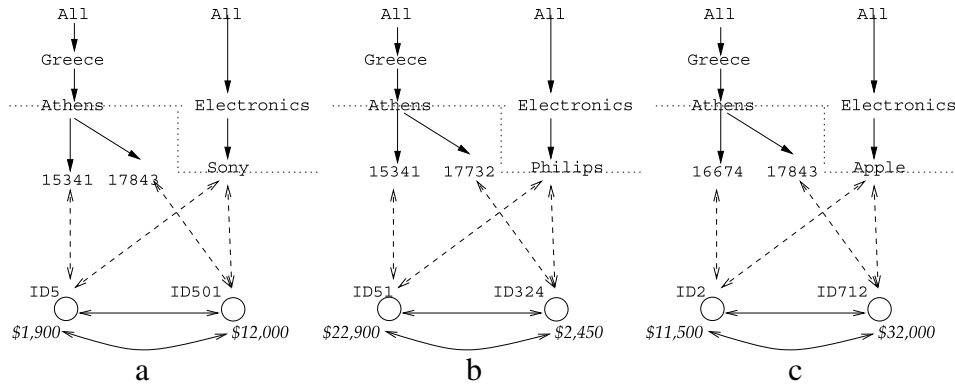 All All All All All All
Greece Greece Greece
Athens Electronics Athens Electronics Athens Electronics
15341 17843 Sony 15341 17732 Philips 16674 17843 Apple
ID5 ID501 ID51 ID324 ID2 ID712
$1,900 $12,000 $22,900 $2,450 $11,500 $32,000
a b c